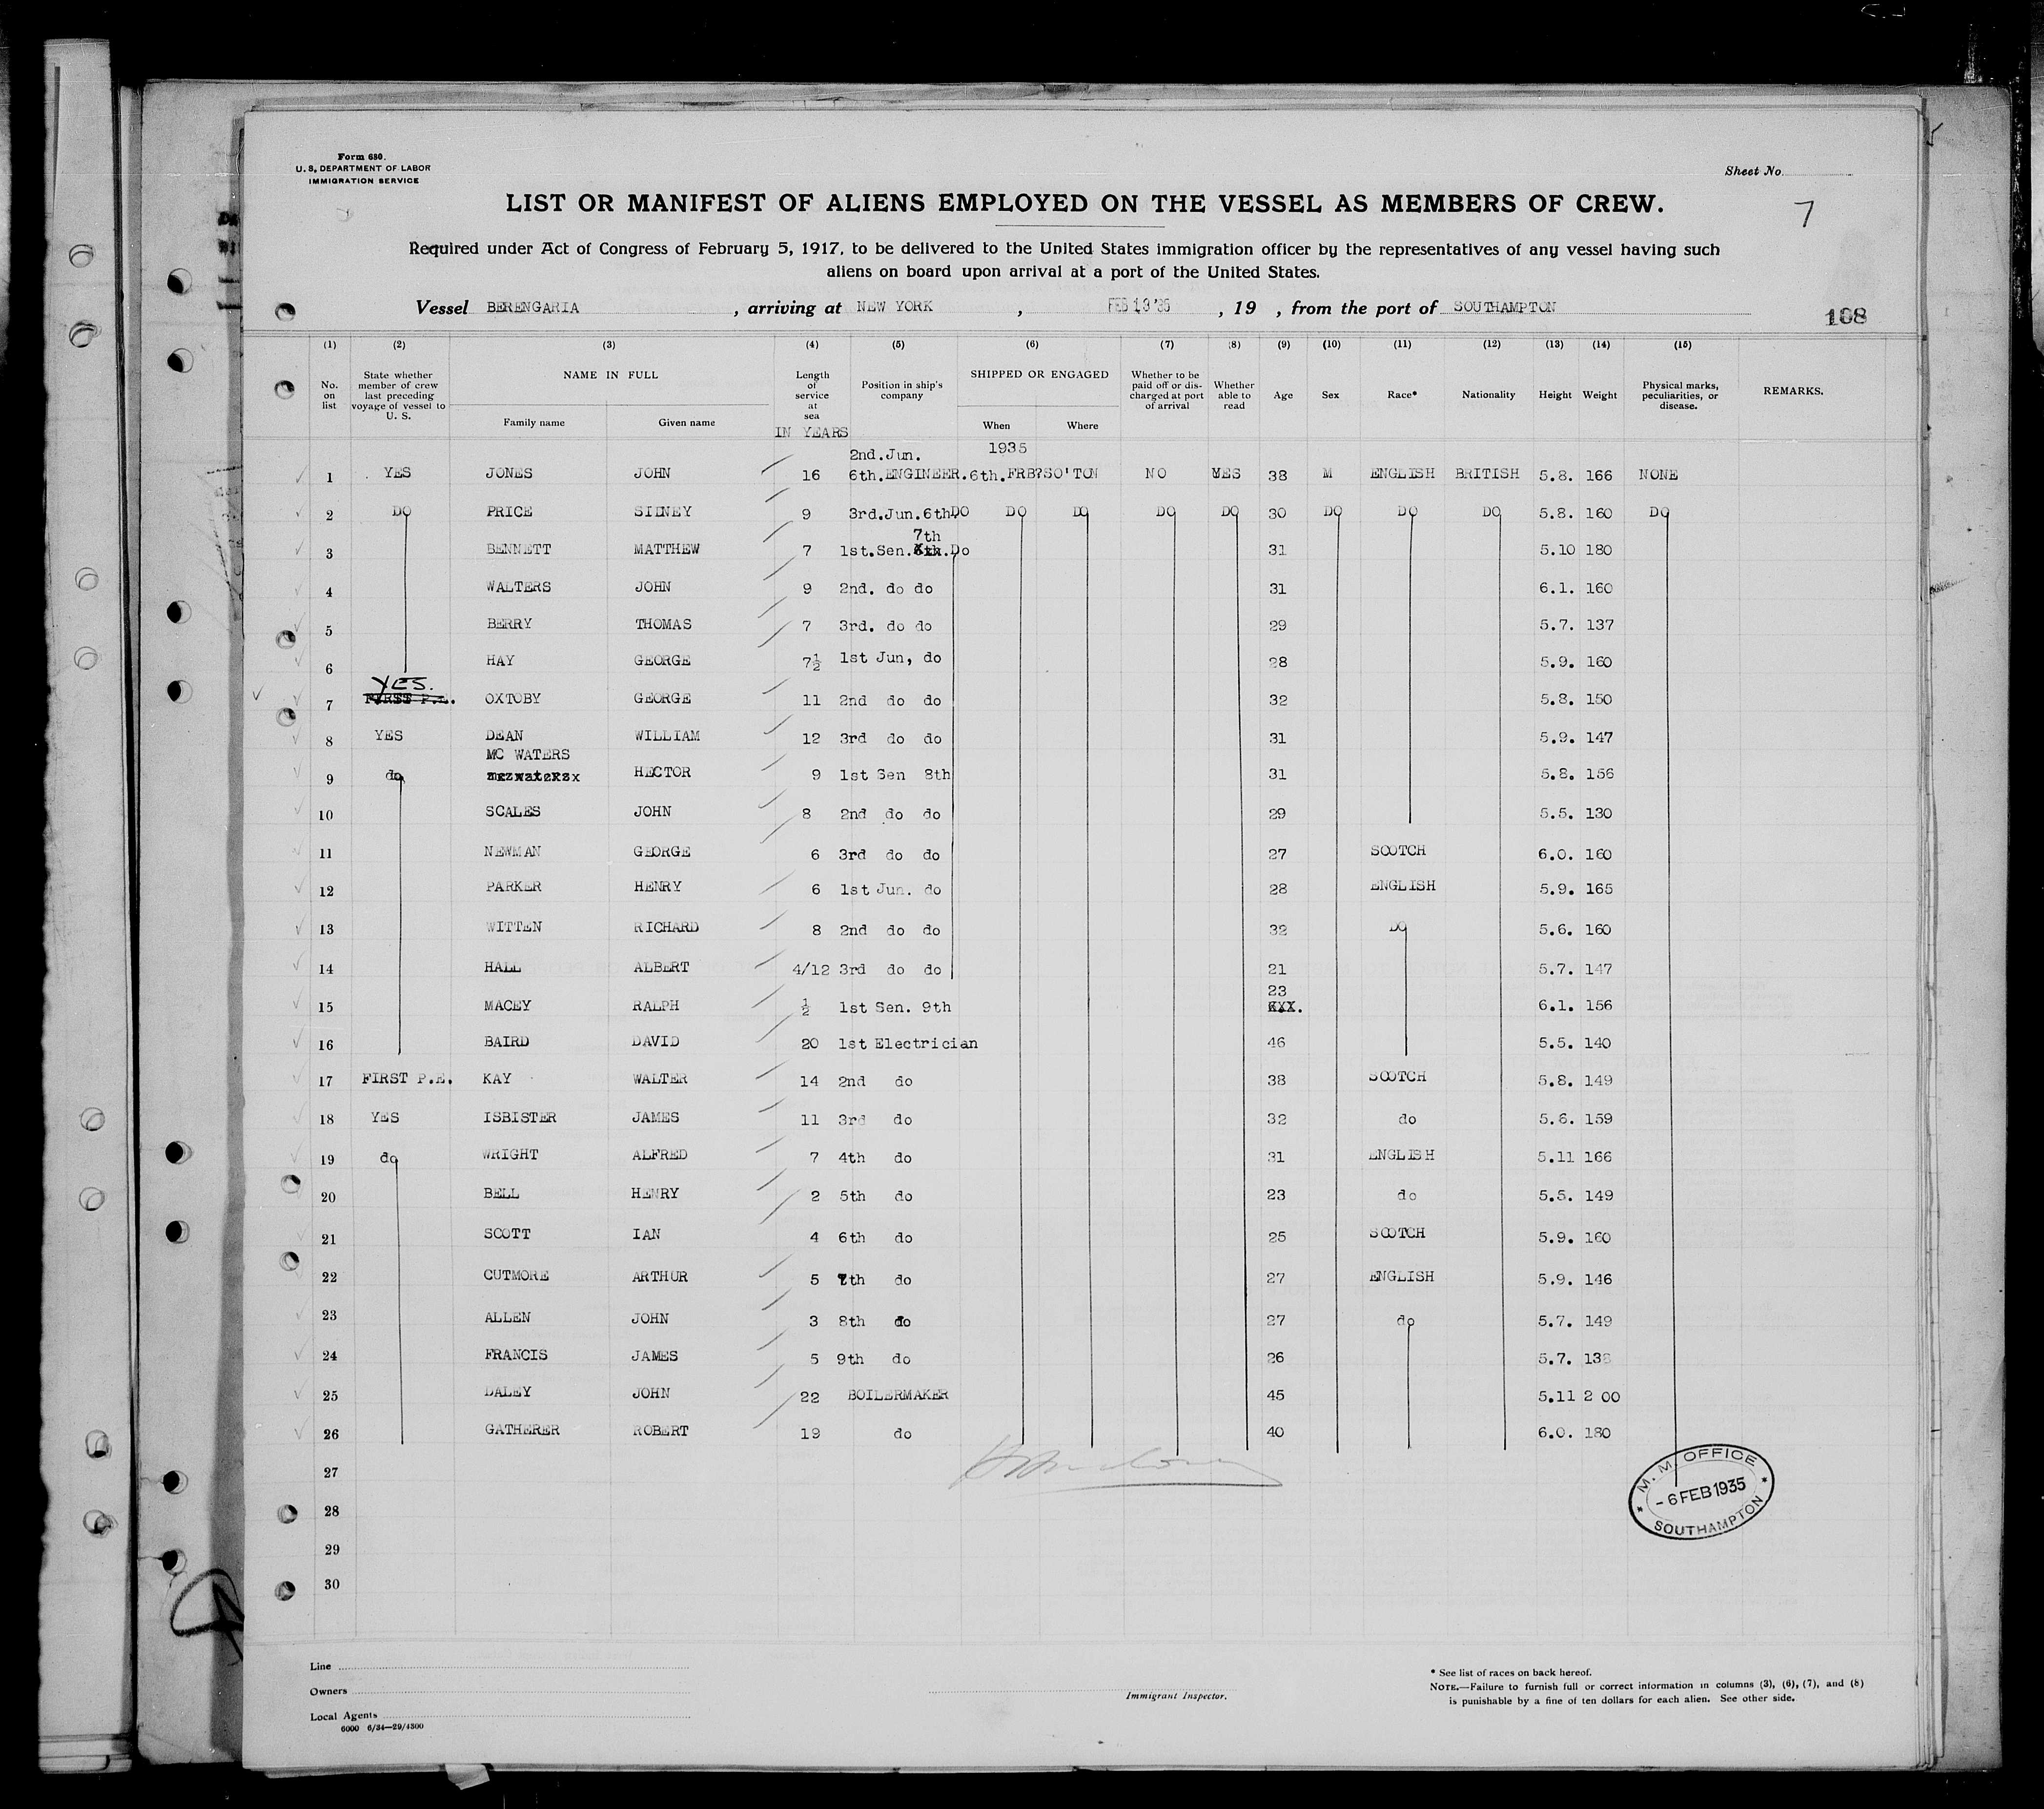 Form 680.
U. S. DEPARTMENT OF LABOR
IMMIGRATION SERVICE
Sheet No.
LIST OR MANIFEST OF ALIENS EMPLOYED ON THE VESSEL AS MEMBERS OF CREW.
7
Required under Act of Congress of February 5, 1917, to be delivered to the United States immigration officer by the representatives of any vessel having such
aliens on board upon arrival at a port of the United States.
Vessel BERENGARIA , arriving at NEW YORK , FEB 13 '35 , 19 , from the port of SOUTHAMPTON
108
(1) (2) (3) (4) (5) (6) (7) (8) (9) (10) (11) (12) (13) (14) (15)
No. on list State whether member of crew last preceding voyage of vessel to U. S. NAME IN FULL Family name Given name Length of service at sea IN YEARS Position in ship's company SHIPPED OR ENGAGED When Where Whether to be paid off or discharged at port of arrival Whether able to read Age Sex Race* Nationality Height Weight Physical marks, peculiarities, or disease. REMARKS.
2nd.Jun. 1935
1 YES JONES JOHN 16 6th.ENGINEER. 6th.FRB?SO'TON NO YES 38 M ENGLISH BRITISH 5.8. 166 NONE
2 DO PRICE SIDNEY 9 3rd.Jun.6th.DO DO DO DO DO 30 DO DO DO 5.8. 160 DO
7th
3 BENNETT MATTHEW 7 1st.Sen. Do 31 5.10 180
4 WALTERS JOHN 9 2nd. do do 31 6.1. 160
5 BERRY THOMAS 7 3rd. do do 29 5.7. 137
6 HAY GEORGE 7½ 1st Jun, do 28 5.9. 160
YES.
7 FIRST P.E. OXTOBY GEORGE 11 2nd do do 32 5.8. 150
8 YES DEAN WILLIAM 12 3rd do do 31 5.9. 147
MC WATERS
9 do HECTOR 9 1st Sen 8th 31 5.8. 156
10 SCALES JOHN 8 2nd do do 29 5.5. 130
11 NEWMAN GEORGE 6 3rd do do 27 SCOTCH 6.0. 160
12 PARKER HENRY 6 1st Jun. do 28 ENGLISH 5.9. 165
13 WITTEN RICHARD 8 2nd do do 32 DO 5.6. 160
14 HALL ALBERT 4/12 3rd do do 21 5.7. 147
23
15 MACEY RALPH ½ 1st Sen. 9th 6.1. 156
16 BAIRD DAVID 20 1st Electrician 46 5.5. 140
17 FIRST P.E. KAY WALTER 14 2nd do 38 SCOTCH 5.8. 149
18 YES ISBISTER JAMES 11 3rd do 32 do 5.6. 159
19 do WRIGHT ALFRED 7 4th do 31 ENGLISH 5.11 166
20 BELL HENRY 2 5th do 23 do 5.5. 149
21 SCOTT IAN 4 6th do 25 SCOTCH 5.9. 160
22 CUTMORE ARTHUR 5 7th do 27 ENGLISH 5.9. 146
23 ALLEN JOHN 3 8th do 27 do 5.7. 149
24 FRANCIS JAMES 5 9th do 26 5.7.
25 DALEY JOHN 22 BOILERMAKER 45 5.11 2 00
26 GATHERER ROBERT 19 do 40 6.0. 180
27
28
29
30
M. M. OFFICE
- 6 FEB 1935
SOUTHAMPTON
Line
Owners
Local Agents
6000 6/34—29/4300
Immigrant Inspector.
* See list of races on back hereof.
NOTE.—Failure to furnish full or correct information in columns (3), (6), (7), and (8)
is punishable by a fine of ten dollars for each alien. See other side.